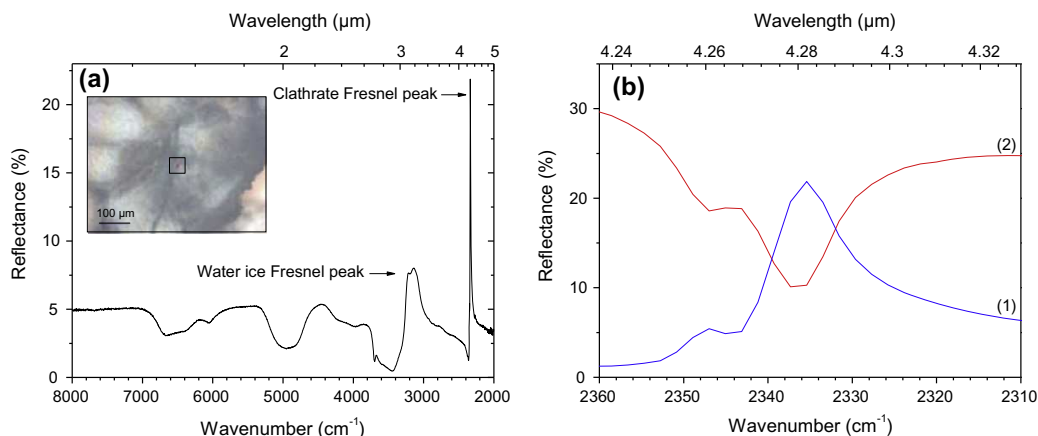 Wavelength (μm)
2 3 4 5
(a)
Clathrate Fresnel peak
100 μm
Water ice Fresnel peak
Reflectance (%)
20
15
10
5
0
8000 7000 6000 5000 4000 3000 2000
Wavenumber (cm⁻¹)
Wavelength (μm)
4.24 4.26 4.28 4.3 4.32
(b)
(2)
(1)
Reflectance (%)
30
20
10
0
2360 2350 2340 2330 2320 2310
Wavenumber (cm⁻¹)